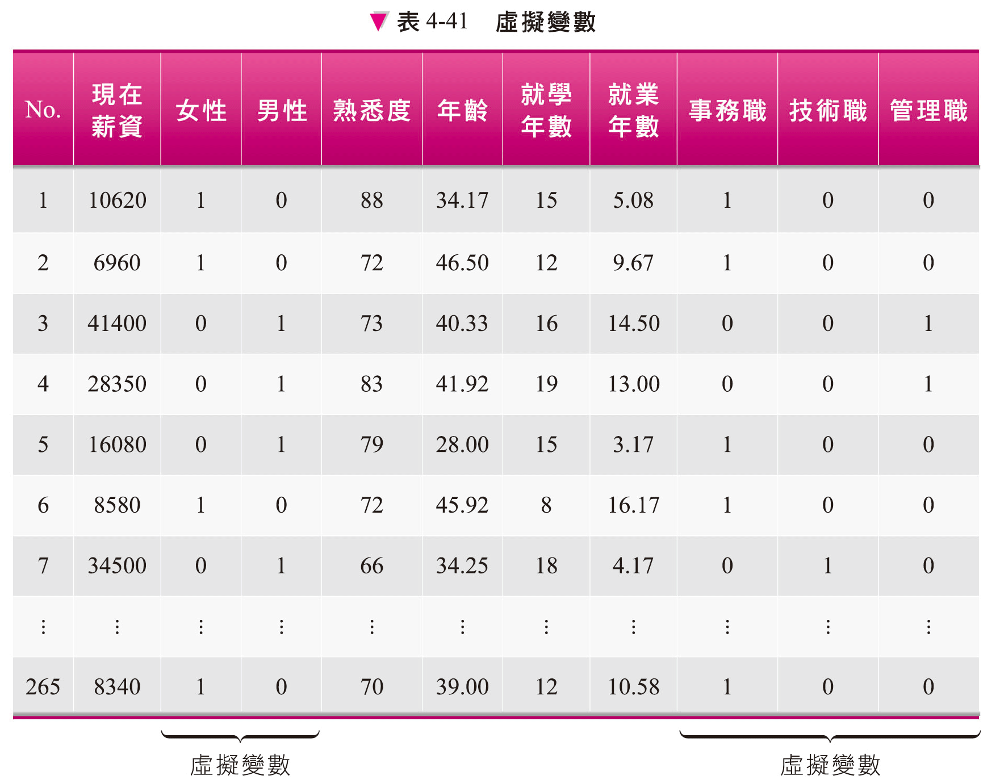 ▼ 表 4-41 虛擬變數
No. 現在薪資 女性 男性 熟悉度 年齡 就學年數 就業年數 事務職 技術職 管理職
1 10620 1 0 88 34.17 15 5.08 1 0 0
2 6960 1 0 72 46.50 12 9.67 1 0 0
3 41400 0 1 73 40.33 16 14.50 0 0 1
4 28350 0 1 83 41.92 19 13.00 0 0 1
5 16080 0 1 79 28.00 15 3.17 1 0 0
6 8580 1 0 72 45.92 8 16.17 1 0 0
7 34500 0 1 66 34.25 18 4.17 0 1 0
⋮ ⋮ ⋮ ⋮ ⋮ ⋮ ⋮ ⋮ ⋮ ⋮ ⋮
265 8340 1 0 70 39.00 12 10.58 1 0 0
虛擬變數 虛擬變數